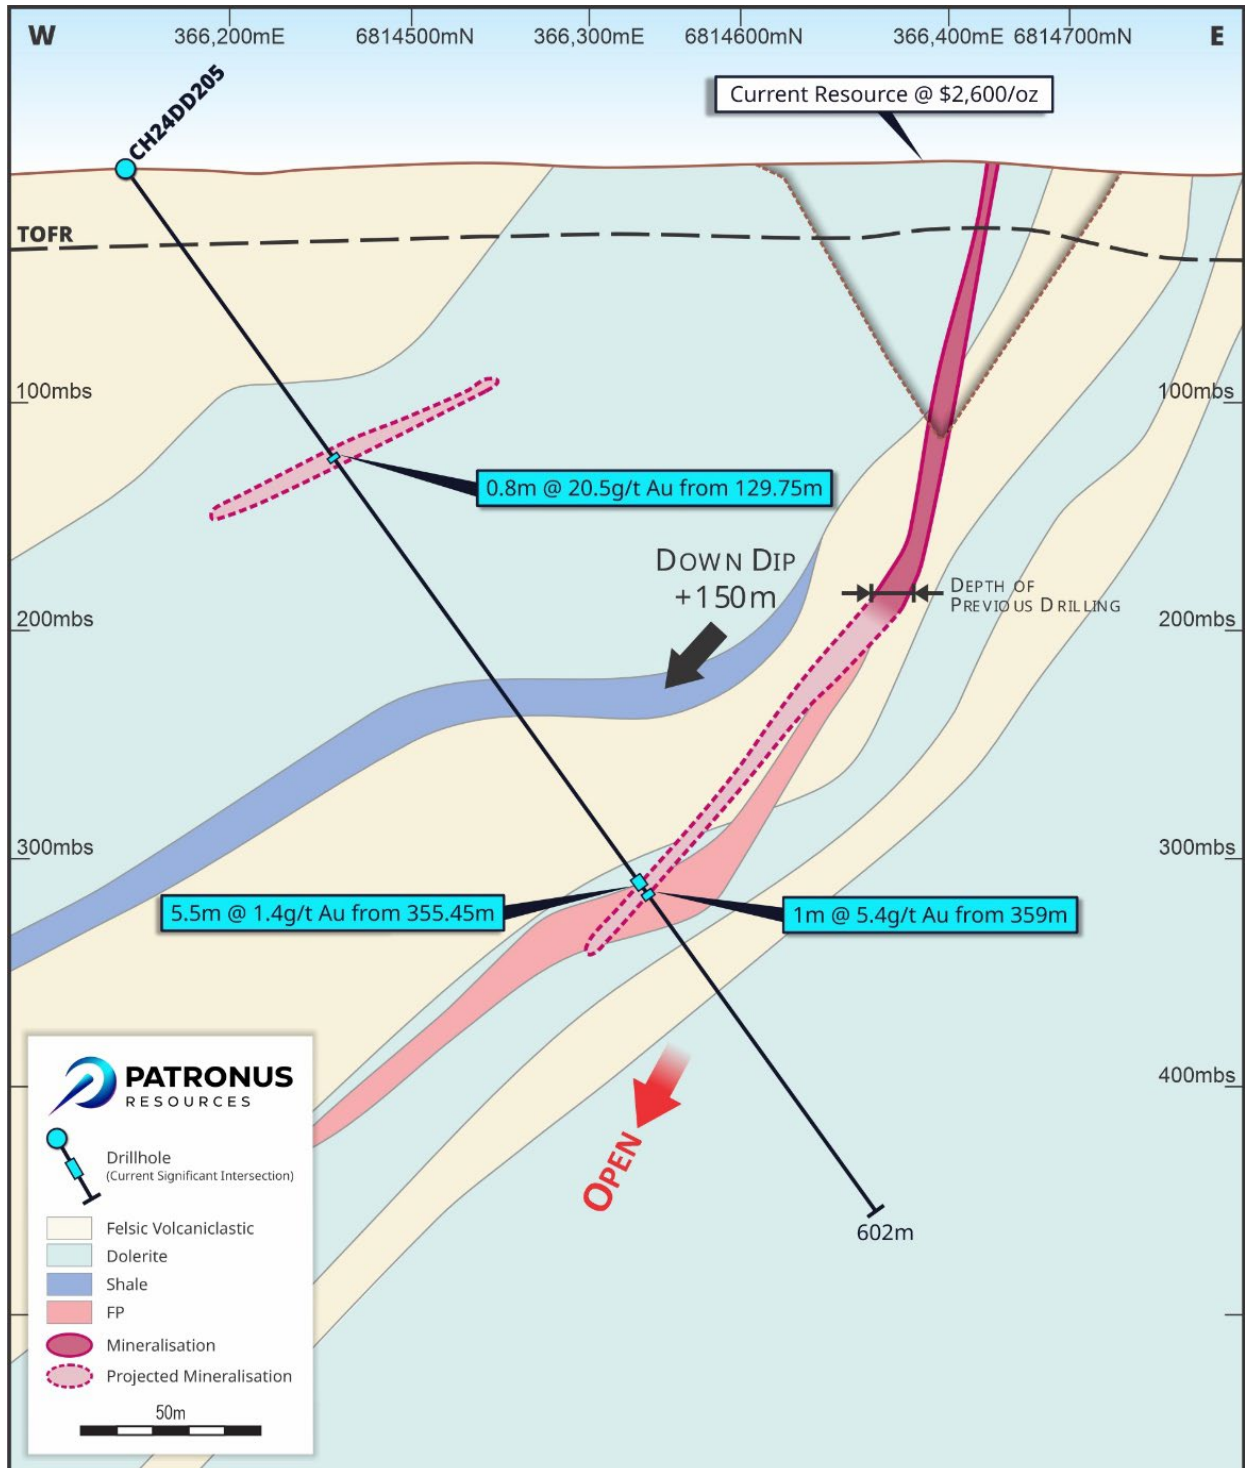 W
366,200mE
6814500mN
366,300mE
6814600mN
366,400mE
6814700mN
E
CH24DD205
Current Resource @ $2,600/oz
TOFR
100mbs
100mbs
0.8m @ 20.5g/t Au from 129.75m
DOWN DIP
+150m
DEPTH OF
PREVIOUS DRILLING
200mbs
200mbs
300mbs
300mbs
5.5m @ 1.4g/t Au from 355.45m
1m @ 5.4g/t Au from 359m
400mbs
OPEN
602m
PATRONUS
RESOURCES
Drillhole
(Current Significant Intersection)
Felsic Volcaniclastic
Dolerite
Shale
FP
Mineralisation
Projected Mineralisation
50m